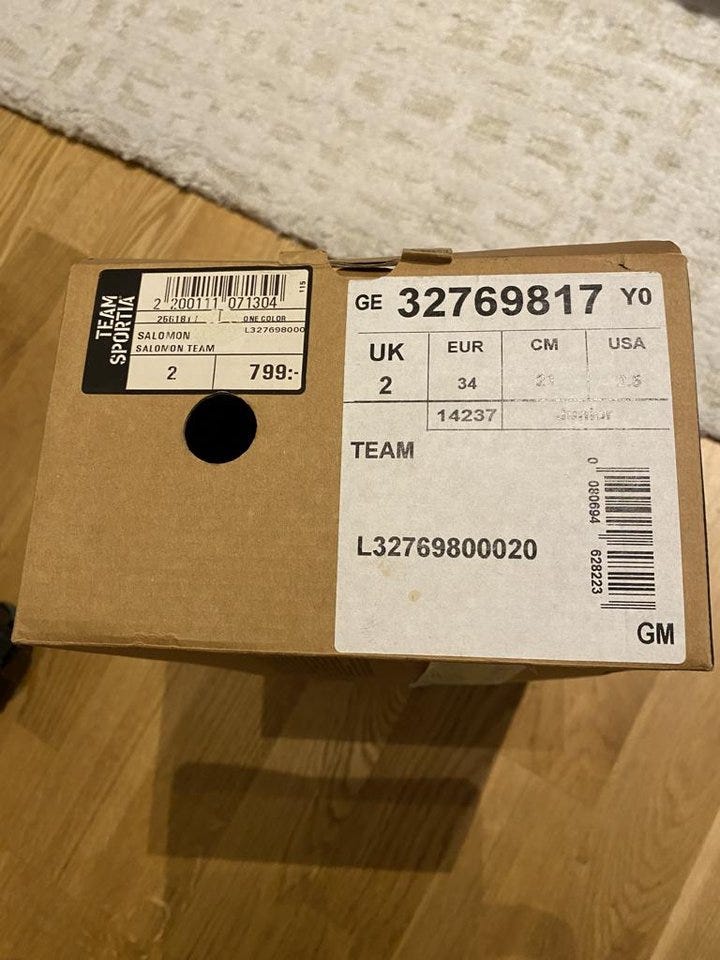 TEAM
SPORTIA
2 200111 071304
115
ONE COLOR
SALOMON
L327698000
SALOMON TEAM
2
799:-
GE 32769817 Y0
UK EUR CM USA
2 34
14237 Junior
TEAM
L32769800020
0 080694 628223
GM